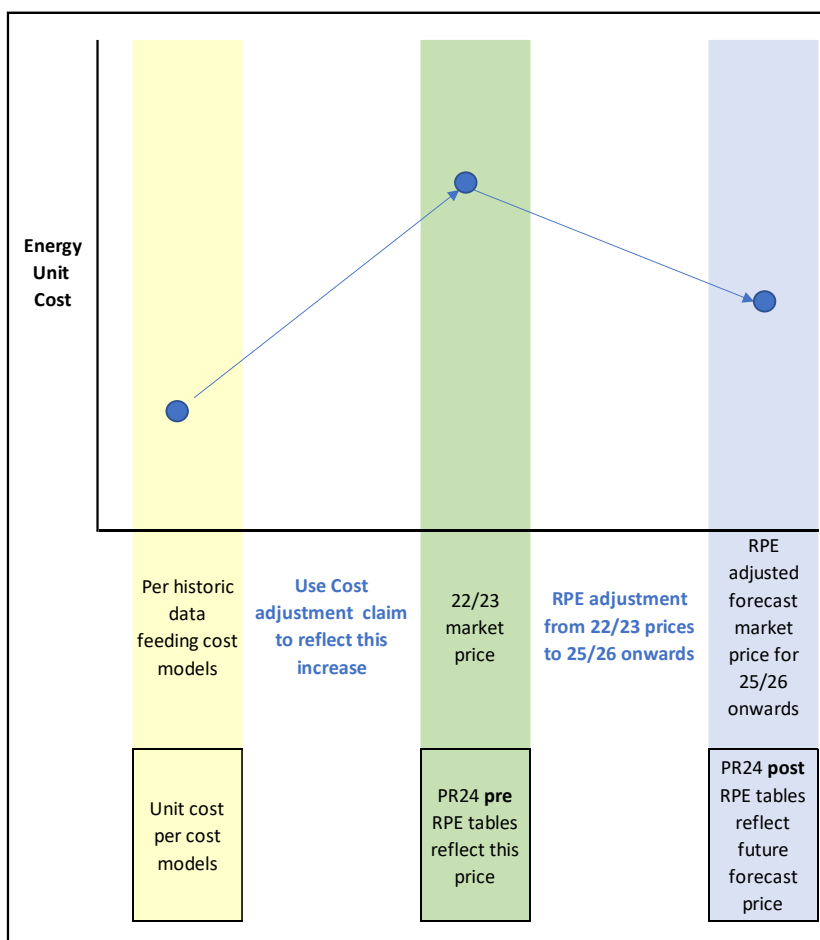 Energy
Unit
Cost
Per historic
data
feeding cost
models
Use Cost
adjustment claim
to reflect this
increase
22/23
market
price
RPE adjustment
from 22/23 prices
to 25/26 onwards
RPE
adjusted
forecast
market
price for
25/26
onwards
Unit cost
per cost
models
PR24 pre
RPE tables
reflect this
price
PR24 post
RPE tables
reflect
future
forecast
price